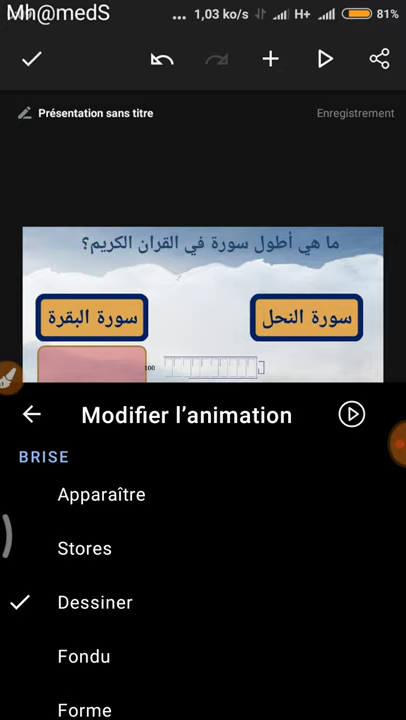 Mh@medS
... 1,03 ko/s H+ 81%
Présentation sans titre Enregistrement
ما هي أطول سورة في القران الكريم؟
سورة البقرة سورة النحل
100
Modifier l’animation
BRISE
Apparaître
Stores
Dessiner
Fondu
Forme